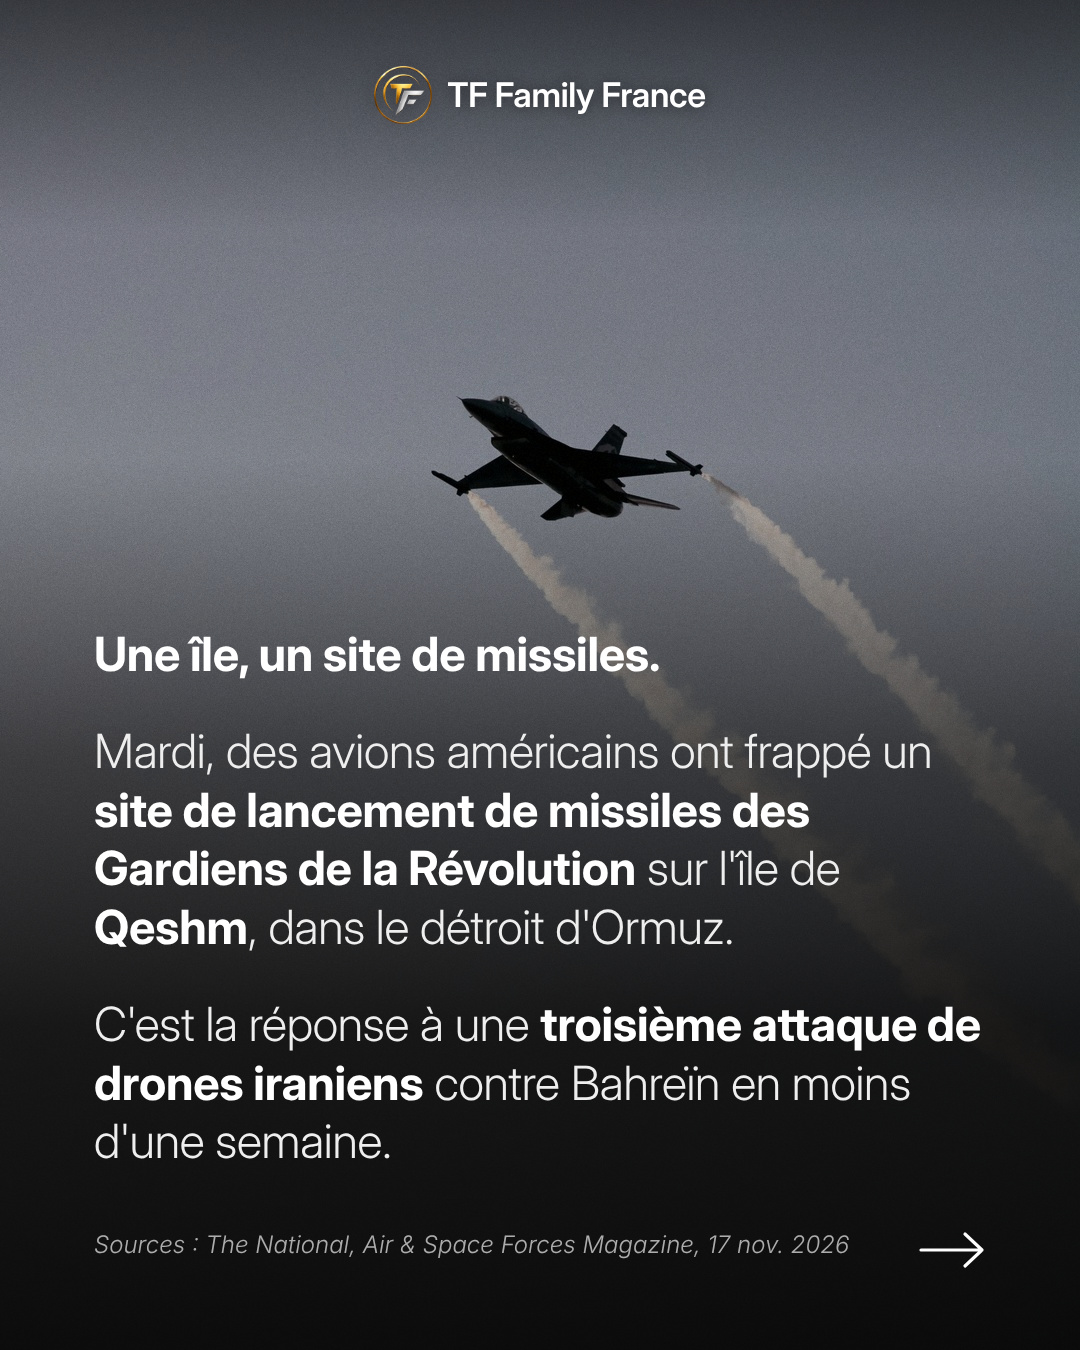 TF Family France
Une île, un site de missiles.
Mardi, des avions américains ont frappé un
site de lancement de missiles des
Gardiens de la Révolution sur l'île de
Qeshm, dans le détroit d'Ormuz.
C'est la réponse à une troisième attaque de
drones iraniens contre Bahreïn en moins
d'une semaine.
Sources : The National, Air & Space Forces Magazine, 17 nov. 2026